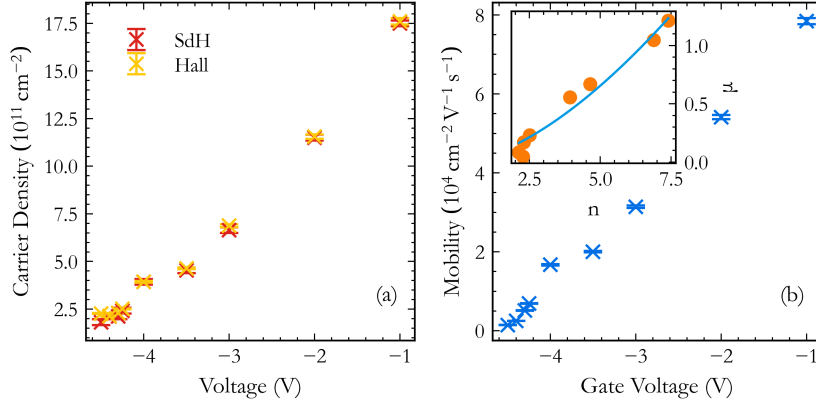 17.5
15.0
12.5
10.0
7.5
5.0
2.5
Carrier Density (10¹¹ cm⁻²)
SdH
Hall
(a)
−4
−3
−2
−1
Voltage (V)
8
6
4
2
0
Mobility (10⁴ cm⁻² V⁻¹ s⁻¹)
1.0
0.5
0.0
μ
2.5
5.0
7.5
n
(b)
−4
−3
−2
−1
Gate Voltage (V)